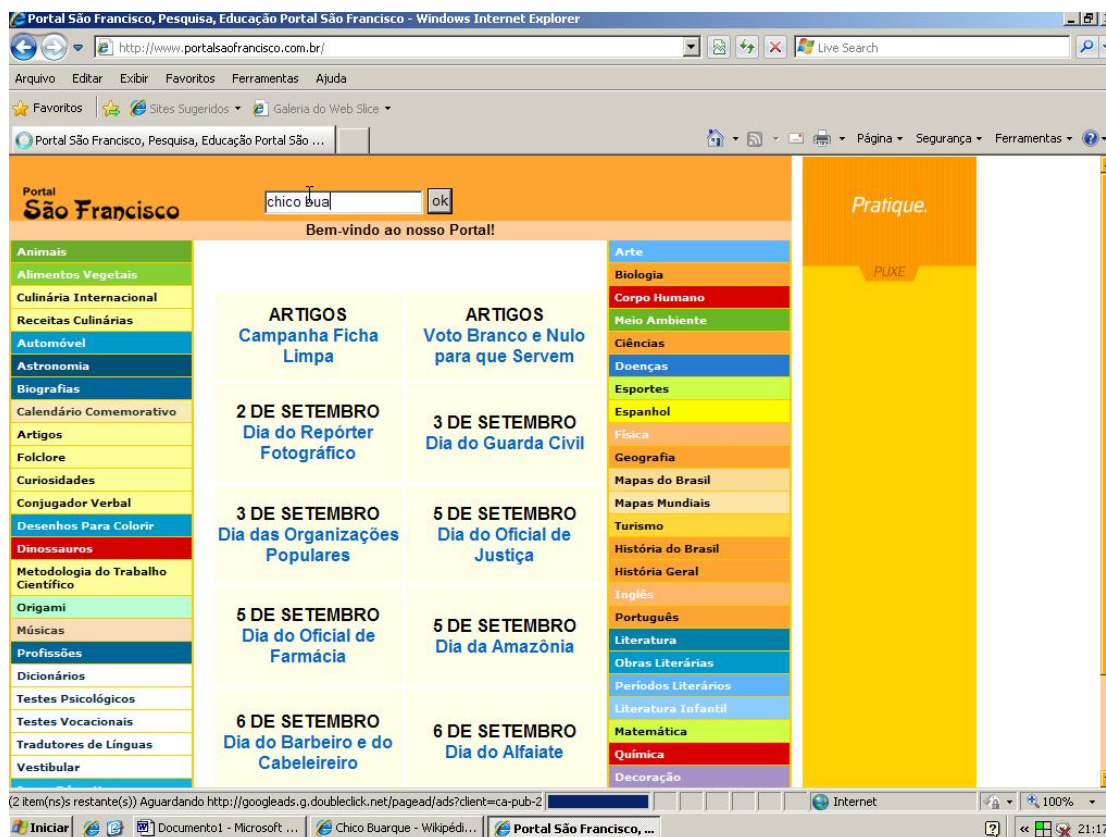 Portal São Francisco, Pesquisa, Educação Portal São Francisco - Windows Internet Explorer
http://www.portalsaofrancisco.com.br/
Live Search
Arquivo Editar Exibir Favoritos Ferramentas Ajuda
Favoritos Sites Sugeridos Galeria do Web Slice
Portal São Francisco, Pesquisa, Educação Portal São ...
Página Segurança Ferramentas
Portal
São Francisco
chico bua
ok
Bem-vindo ao nosso Portal!
Animais
Alimentos Vegetais
Culinária Internacional
Receitas Culinárias
Automóvel
Astronomia
Biografias
Calendário Comemorativo
Artigos
Folclore
Curiosidades
Conjugador Verbal
Desenhos Para Colorir
Dinossauros
Metodologia do Trabalho
Científico
Origami
Músicas
Profissões
Dicionários
Testes Psicológicos
Testes Vocacionais
Tradutores de Línguas
Vestibular
ARTIGOS
Campanha Ficha
Limpa
ARTIGOS
Voto Branco e Nulo
para que Servem
2 DE SETEMBRO
Dia do Repórter
Fotográfico
3 DE SETEMBRO
Dia do Guarda Civil
3 DE SETEMBRO
Dia das Organizações
Populares
5 DE SETEMBRO
Dia do Oficial de
Justiça
5 DE SETEMBRO
Dia do Oficial de
Farmácia
5 DE SETEMBRO
Dia da Amazônia
6 DE SETEMBRO
Dia do Barbeiro e do
Cabeleireiro
6 DE SETEMBRO
Dia do Alfaiate
Arte
Biologia
Corpo Humano
Meio Ambiente
Ciências
Doenças
Esportes
Espanhol
Física
Geografia
Mapas do Brasil
Mapas Mundiais
Turismo
História do Brasil
História Geral
Inglês
Português
Literatura
Obras Literárias
Períodos Literários
Literatura Infantil
Matemática
Química
Decoração
Pratique.
PUXE
(2 item(ns)s restante(s)) Aguardando http://googleads.g.doubleclick.net/pagead/ads?client=ca-pub-2
Internet
100%
Iniciar
Documento1 - Microsoft ...
Chico Buarque - Wikipédi...
Portal São Francisco, ...
21:17